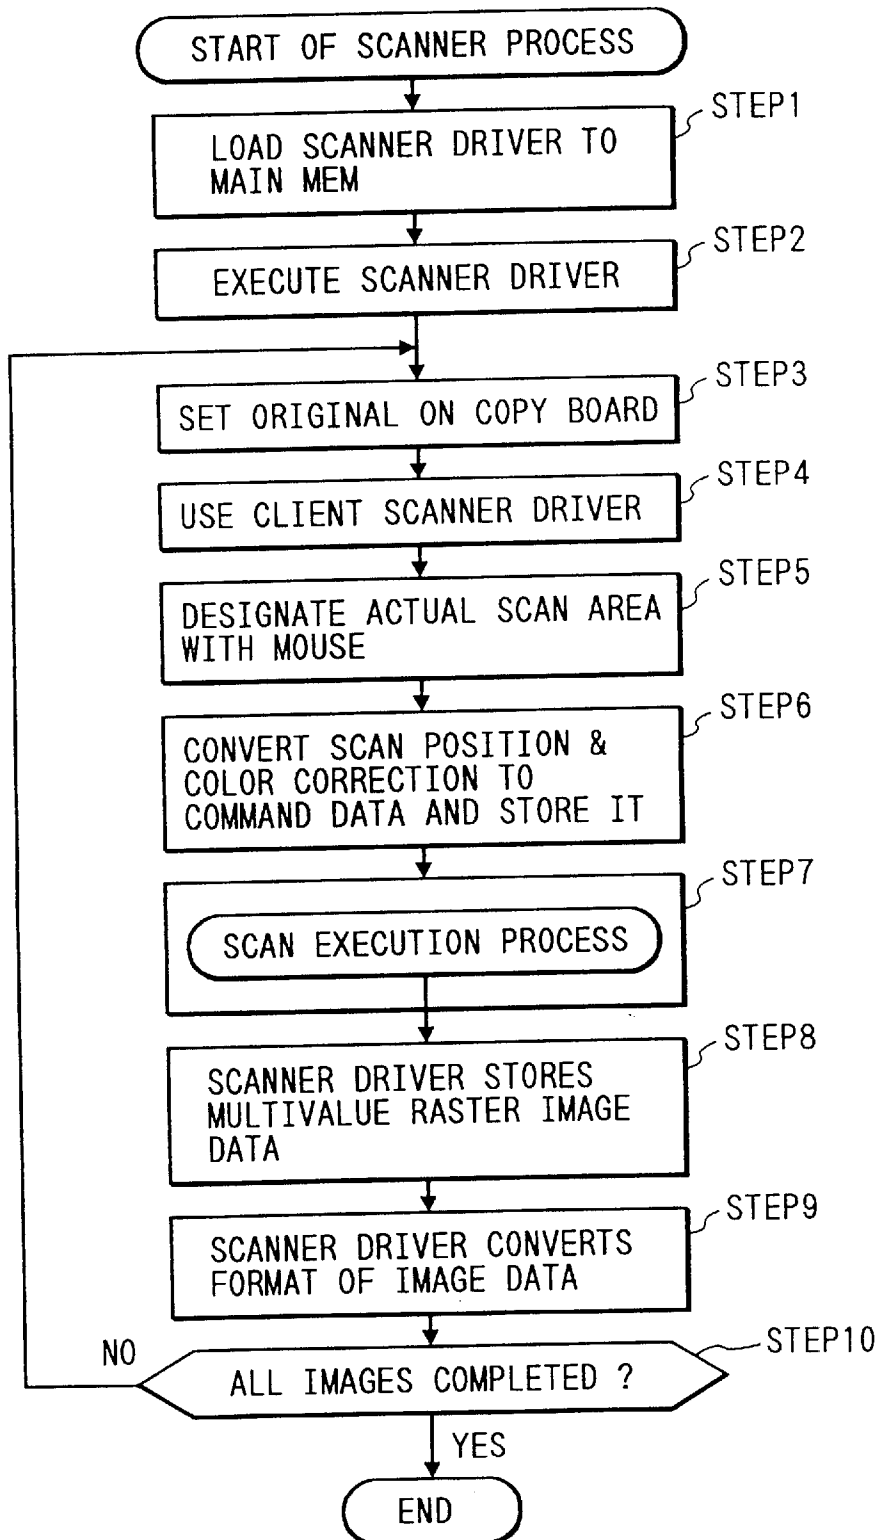 START OF SCANNER PROCESS
STEP1
LOAD SCANNER DRIVER TO
MAIN MEM
STEP2
EXECUTE SCANNER DRIVER
STEP3
SET ORIGINAL ON COPY BOARD
STEP4
USE CLIENT SCANNER DRIVER
STEP5
DESIGNATE ACTUAL SCAN AREA
WITH MOUSE
STEP6
CONVERT SCAN POSITION &
COLOR CORRECTION TO
COMMAND DATA AND STORE IT
STEP7
SCAN EXECUTION PROCESS
STEP8
SCANNER DRIVER STORES
MULTIVALUE RASTER IMAGE
DATA
STEP9
SCANNER DRIVER CONVERTS
FORMAT OF IMAGE DATA
STEP10
NO
ALL IMAGES COMPLETED ?
YES
END